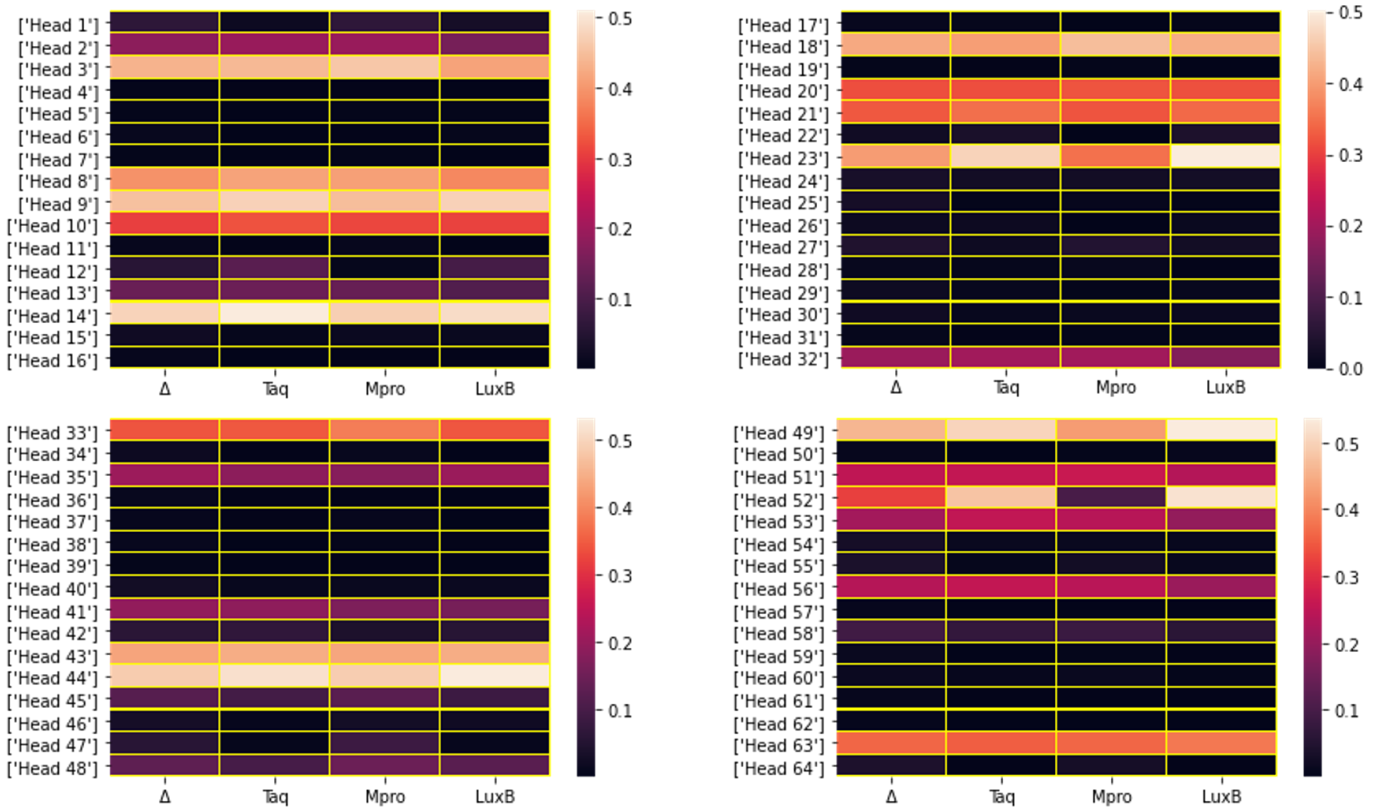 ['Head 1']
['Head 2']
['Head 3']
['Head 4']
['Head 5']
['Head 6']
['Head 7']
['Head 8']
['Head 9']
['Head 10']
['Head 11']
['Head 12']
['Head 13']
['Head 14']
['Head 15']
['Head 16']
Δ Taq Mpro LuxB
0.5
0.4
0.3
0.2
0.1
['Head 17']
['Head 18']
['Head 19']
['Head 20']
['Head 21']
['Head 22']
['Head 23']
['Head 24']
['Head 25']
['Head 26']
['Head 27']
['Head 28']
['Head 29']
['Head 30']
['Head 31']
['Head 32']
Δ Taq Mpro LuxB
0.5
0.4
0.3
0.2
0.1
0.0
['Head 33']
['Head 34']
['Head 35']
['Head 36']
['Head 37']
['Head 38']
['Head 39']
['Head 40']
['Head 41']
['Head 42']
['Head 43']
['Head 44']
['Head 45']
['Head 46']
['Head 47']
['Head 48']
Δ Taq Mpro LuxB
0.5
0.4
0.3
0.2
0.1
['Head 49']
['Head 50']
['Head 51']
['Head 52']
['Head 53']
['Head 54']
['Head 55']
['Head 56']
['Head 57']
['Head 58']
['Head 59']
['Head 60']
['Head 61']
['Head 62']
['Head 63']
['Head 64']
Δ Taq Mpro LuxB
0.5
0.4
0.3
0.2
0.1